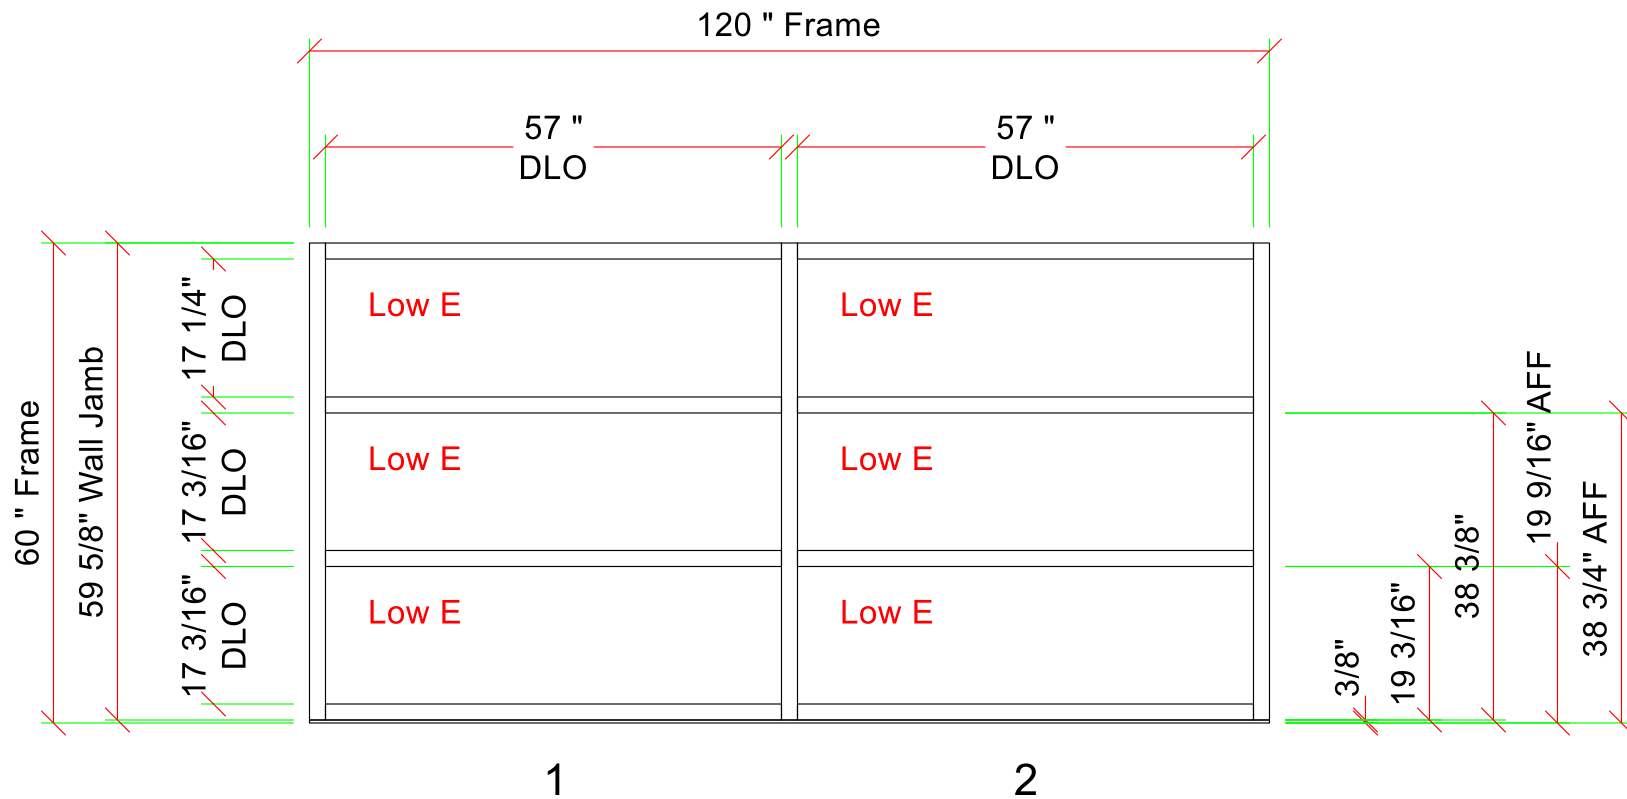 120 " Frame
57 "
DLO
57 "
DLO
60 " Frame
59 5/8" Wall Jamb
17 1/4"
DLO
17 3/16"
DLO
17 3/16"
DLO
Low E
Low E
Low E
Low E
Low E
Low E
3/8"
19 3/16"
38 3/8"
19 9/16" AFF
38 3/4" AFF
1
2